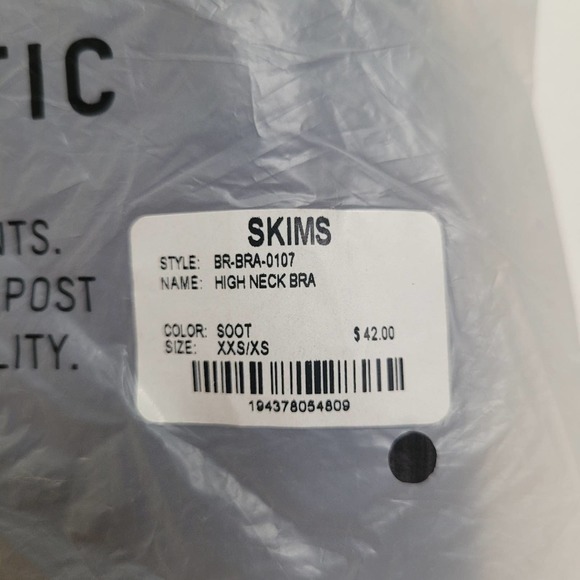 TIC
NTS.
POST
LITY.
SKIMS
STYLE: BR-BRA-0107
NAME: HIGH NECK BRA
COLOR: SOOT $42.00
SIZE: XXS/XS
194378054809